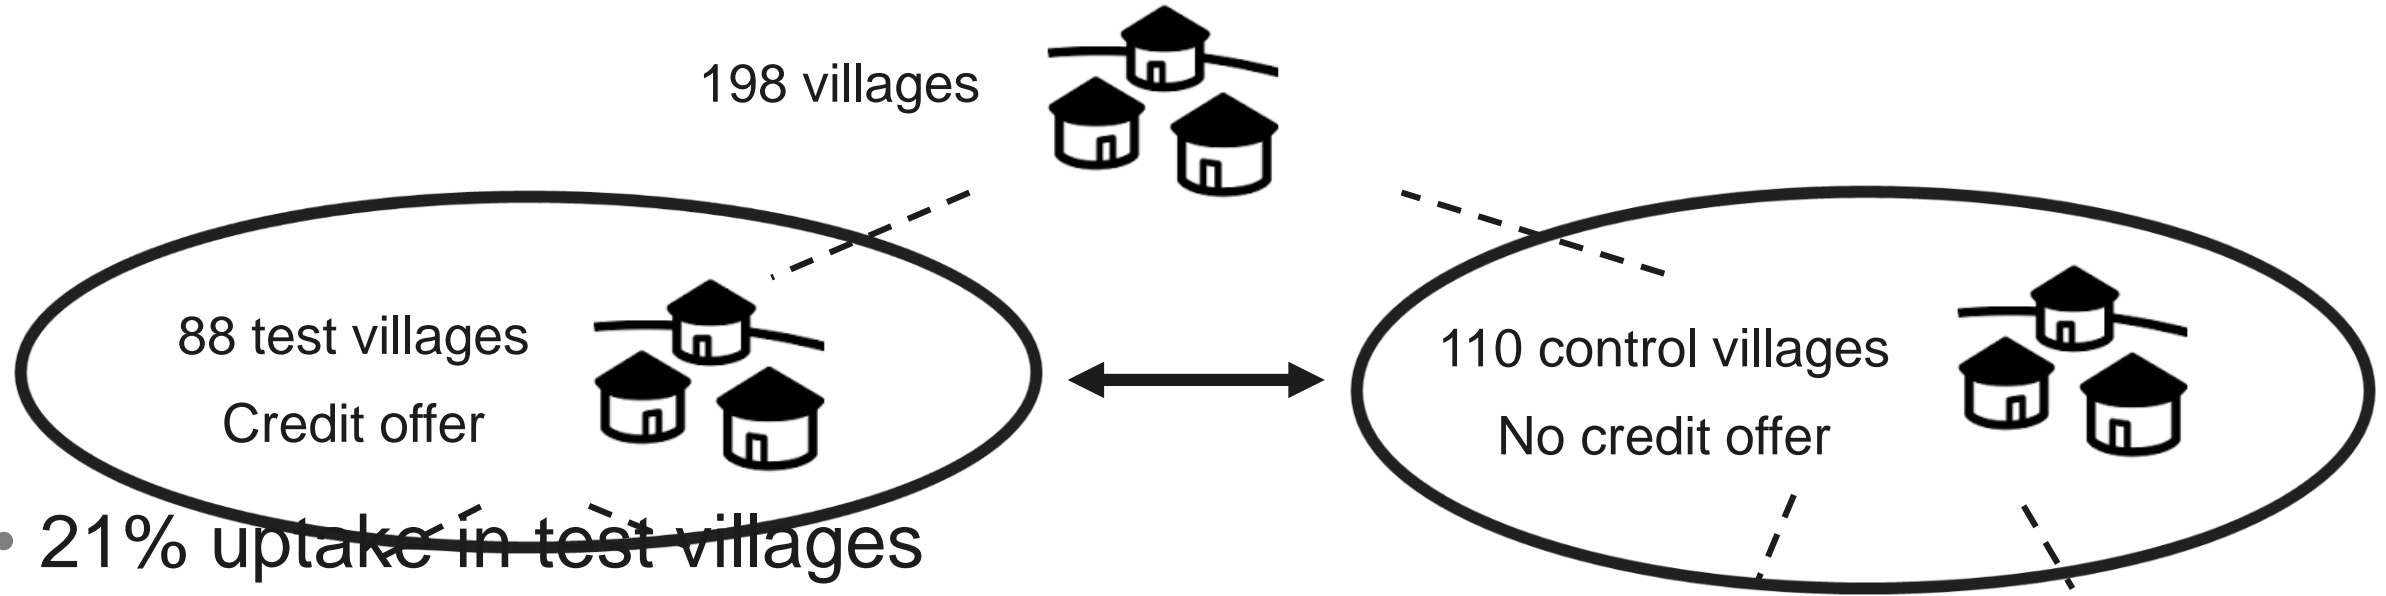 198 villages
88 test villages
Credit offer
110 control villages
No credit offer
• 21% uptake in test villages